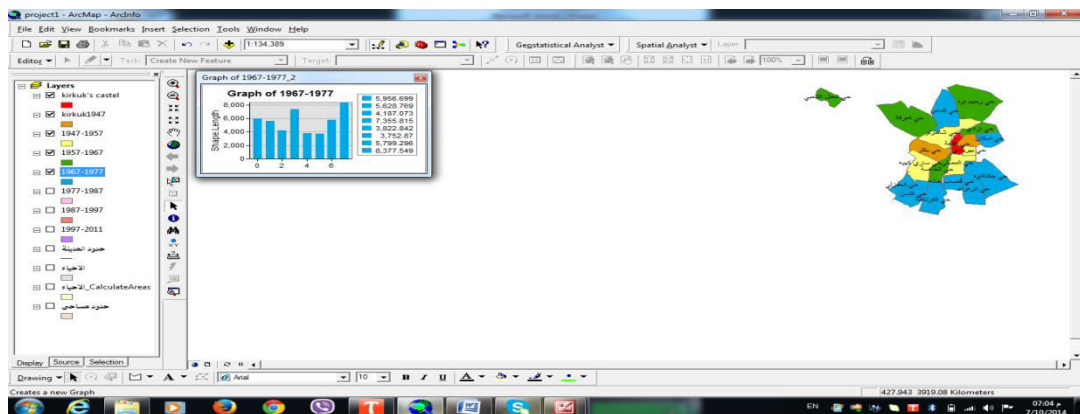 project1 - ArcMap - ArcInfo
File Edit View Bookmarks Insert Selection Tools Window Help
1:134,389
Geostatistical Analyst
Spatial Analyst
Layer:
Editor
Task: Create New Feature
Target:
100%
Layers
kirkuk's castel
kirkuk1947
1947-1957
1957-1967
1967-1977
1977-1987
1987-1997
1997-2011
حدود المدينة
الاحياء
الاحياء_CalculateAreas
حدود مساحي
Graph of 1967-1977_2
Graph of 1967-1977
Shape_Length
8,000
6,000
4,000
2,000
0
0 2 4 6
5,956.699
5,628.769
4,187.073
7,355.815
3,822.842
3,752.87
5,799.296
8,377.549
Display Source Selection
Drawing
Arial
10
B I U A
Creates a new Graph
427.943 3919.08 Kilometers
EN
07:04 م
7/10/2014